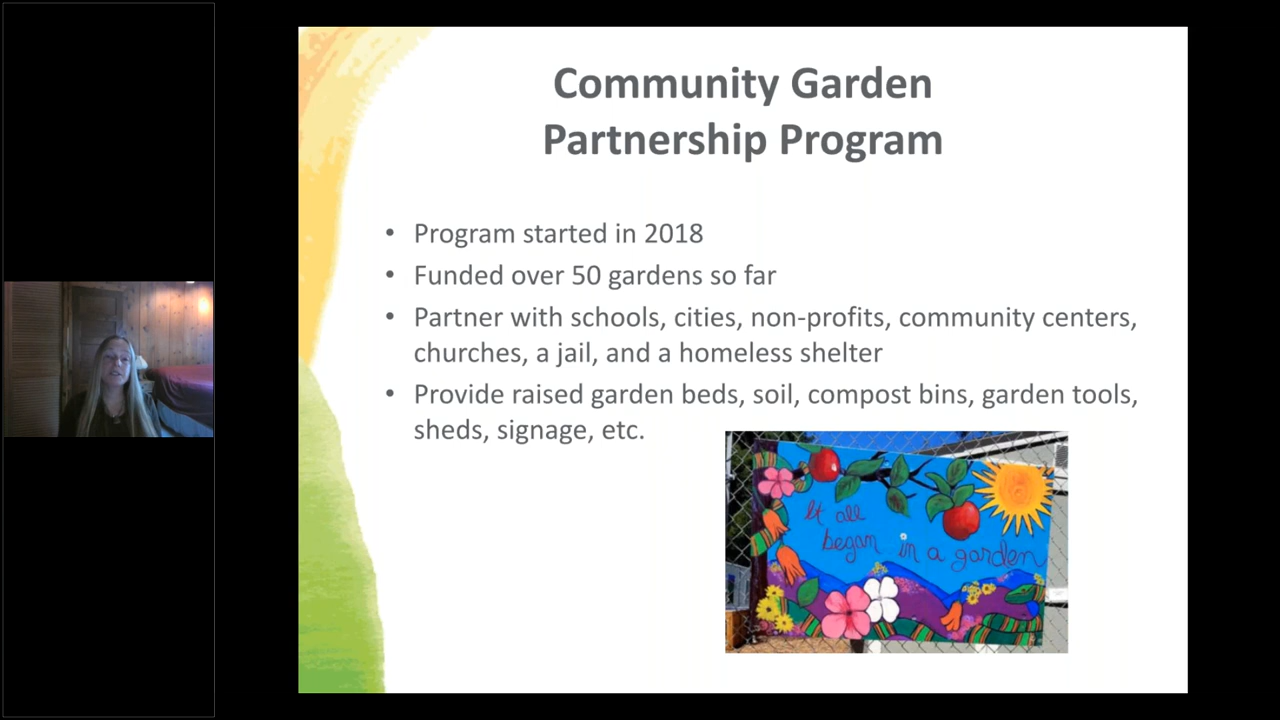 Community Garden
Partnership Program
• Program started in 2018
• Funded over 50 gardens so far
• Partner with schools, cities, non-profits, community centers,
churches, a jail, and a homeless shelter
• Provide raised garden beds, soil, compost bins, garden tools,
sheds, signage, etc.
It all
began in a garden